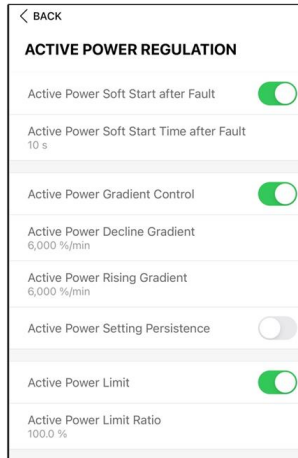 < BACK
ACTIVE POWER REGULATION
Active Power Soft Start after Fault
Active Power Soft Start Time after Fault
10 s
Active Power Gradient Control
Active Power Decline Gradient
6,000 %/min
Active Power Rising Gradient
6,000 %/min
Active Power Setting Persistence
Active Power Limit
Active Power Limit Ratio
100.0 %